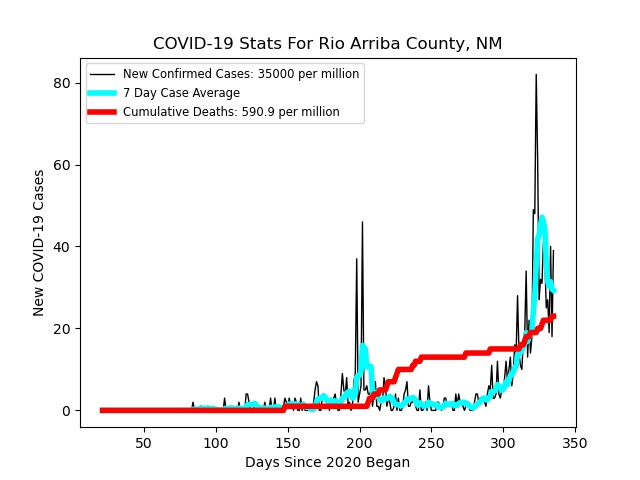 COVID-19 Stats For Rio Arriba County, NM
New Confirmed Cases: 35000 per million
7 Day Case Average
Cumulative Deaths: 590.9 per million
New COVID-19 Cases
80
60
40
20
0
50 100 150 200 250 300 350
Days Since 2020 Began